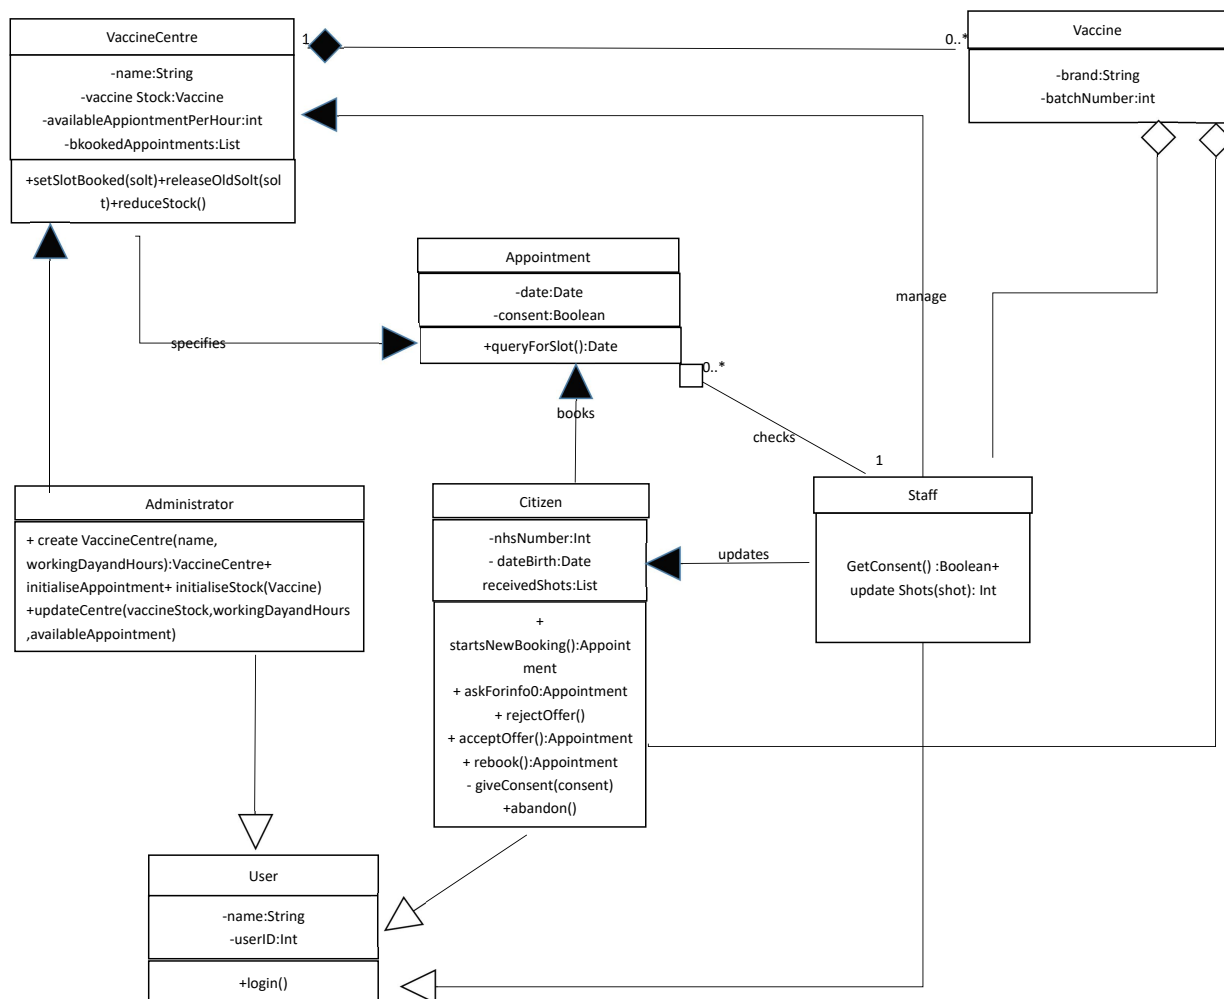 VaccineCentre
1
0..*
Vaccine
-name:String
-vaccine Stock:Vaccine
-availableAppiontmentPerHour:int
-bkookedAppointments:List
-brand:String
-batchNumber:int
+setSlotBooked(solt)+releaseOldSolt(sol
t)+reduceStock()
Appointment
-date:Date
-consent:Boolean
+queryForSlot():Date
manage
specifies
0..*
books
checks
1
Administrator
+ create VaccineCentre(name,
workingDayandHours):VaccineCentre+
initialiseAppointment+ initialiseStock(Vaccine)
+updateCentre(vaccineStock,workingDayandHours
,availableAppointment)
Citizen
-nhsNumber:Int
- dateBirth:Date
receivedShots:List
updates
Staff
GetConsent() :Boolean+
update Shots(shot): Int
+
startsNewBooking():Appoint
ment
+ askForinfo0:Appointment
+ rejectOffer()
+ acceptOffer():Appointment
+ rebook():Appointment
- giveConsent(consent)
+abandon()
User
-name:String
-userID:Int
+login()